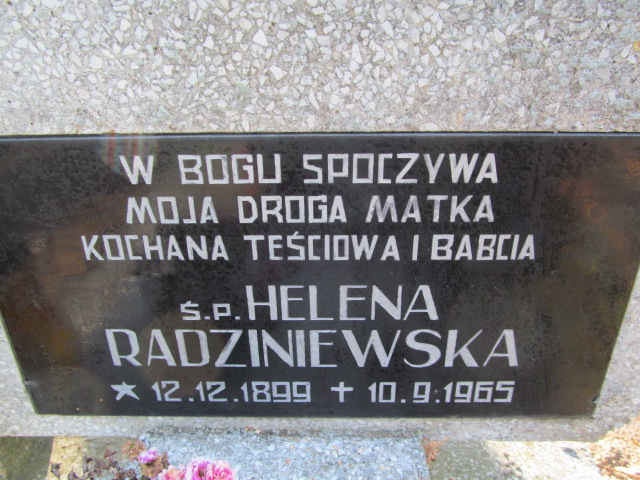 W BOGU SPOCZYWA
MOJA DROGA MATKA
KOCHANA TEŚCIOWA I BABCIA
Ś.P. HELENA
RADZINIEWSKA
★ 12.12.1899 ✝ 10.9.1965